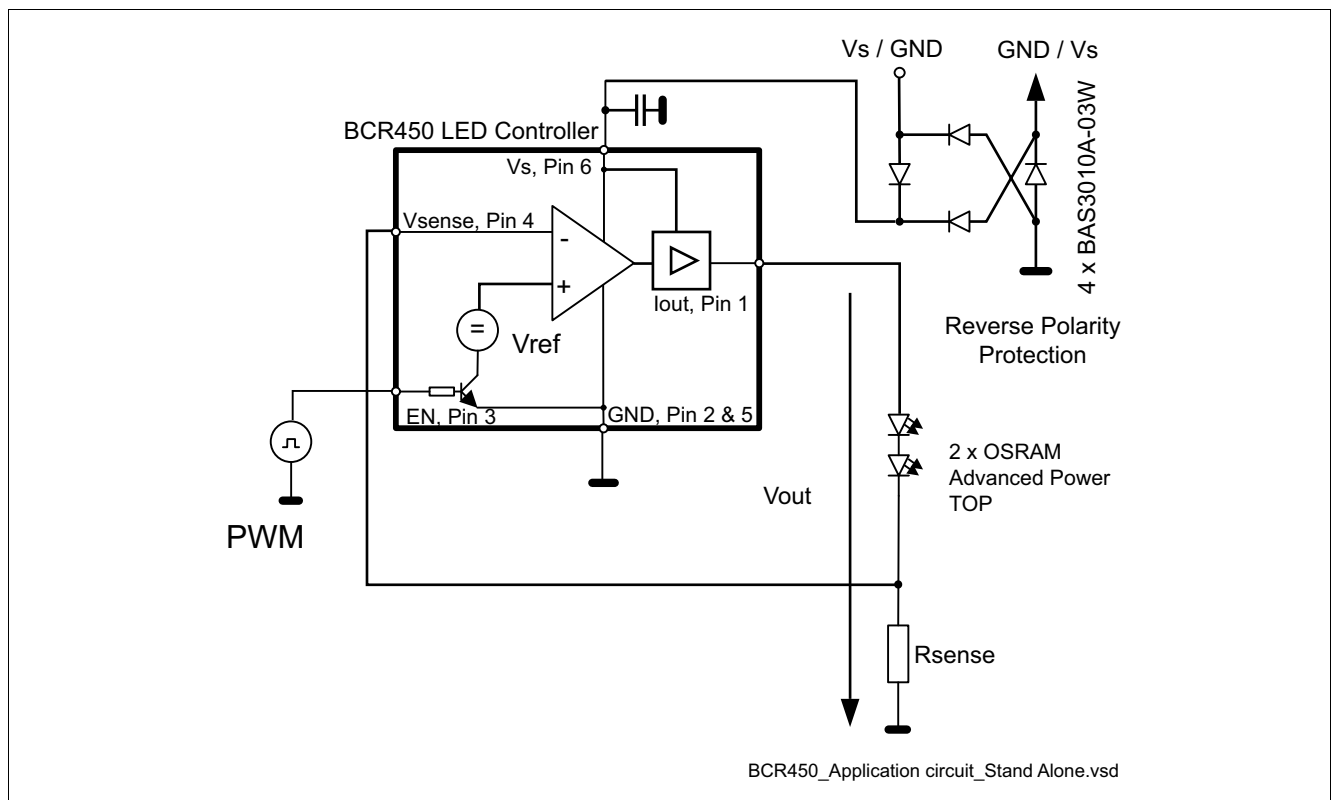 Vs / GND
GND / Vs
4 x BAS3010A-03W
BCR450 LED Controller
Vs, Pin 6
Vsense, Pin 4
-
+
=
Vref
Iout, Pin 1
EN, Pin 3
GND, Pin 2 & 5
PWM
Reverse Polarity
Protection
2 x OSRAM
Advanced Power
TOP
Vout
Rsense
BCR450_Application circuit_Stand Alone.vsd